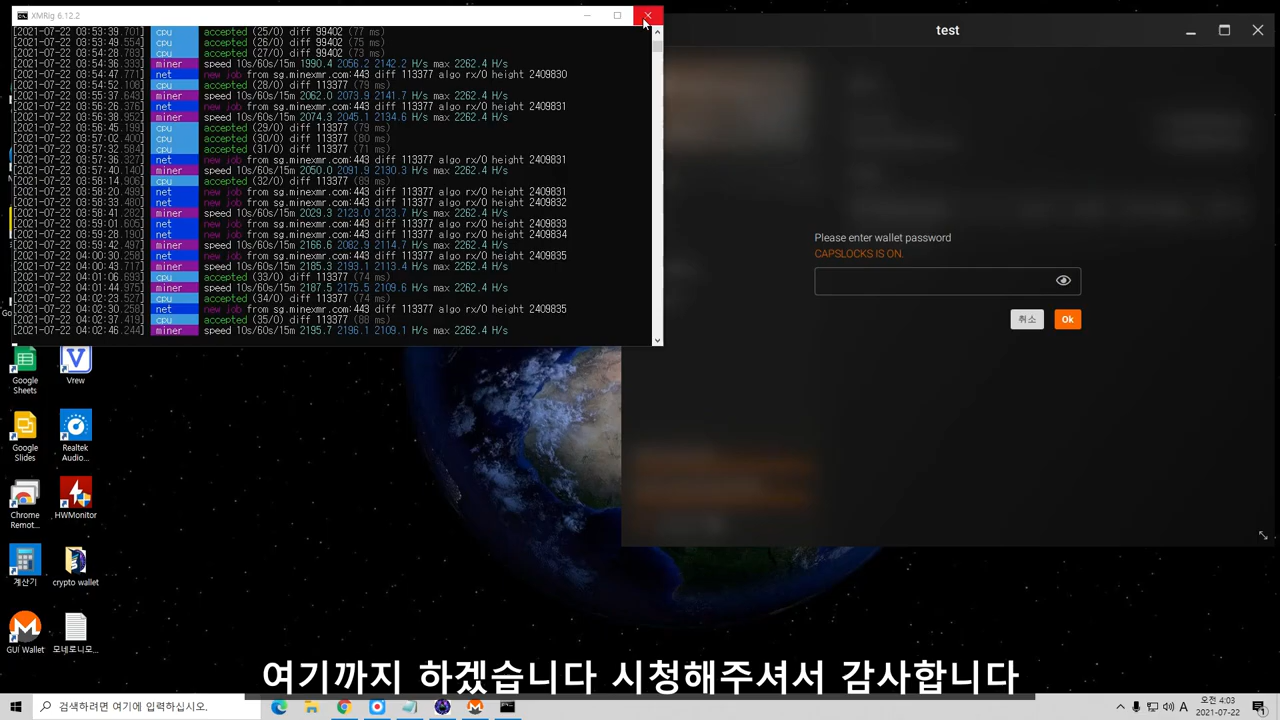 XMRig 6.12.2
[2021-07-22 03:53:39.701] cpu accepted (25/0) diff 99402 (77 ms)
[2021-07-22 03:53:49.554] cpu accepted (26/0) diff 99402 (75 ms)
[2021-07-22 03:54:28.783] cpu accepted (27/0) diff 99402 (73 ms)
[2021-07-22 03:54:36.333] miner speed 10s/60s/15m 1990.4 2056.2 2142.2 H/s max 2262.4 H/s
[2021-07-22 03:54:47.771] net new job from sg.minexmr.com:443 diff 113377 algo rx/0 height 2409830
[2021-07-22 03:54:52.108] cpu accepted (28/0) diff 113377 (79 ms)
[2021-07-22 03:55:37.643] miner speed 10s/60s/15m 2062.0 2073.9 2141.7 H/s max 2262.4 H/s
[2021-07-22 03:56:26.376] net new job from sg.minexmr.com:443 diff 113377 algo rx/0 height 2409831
[2021-07-22 03:56:38.952] miner speed 10s/60s/15m 2074.3 2045.1 2134.6 H/s max 2262.4 H/s
[2021-07-22 03:56:45.199] cpu accepted (29/0) diff 113377 (79 ms)
[2021-07-22 03:57:02.400] cpu accepted (30/0) diff 113377 (80 ms)
[2021-07-22 03:57:32.584] cpu accepted (31/0) diff 113377 (71 ms)
[2021-07-22 03:57:36.327] net new job from sg.minexmr.com:443 diff 113377 algo rx/0 height 2409831
[2021-07-22 03:57:40.140] miner speed 10s/60s/15m 2050.0 2091.9 2130.3 H/s max 2262.4 H/s
[2021-07-22 03:58:14.906] cpu accepted (32/0) diff 113377 (89 ms)
[2021-07-22 03:58:20.499] net new job from sg.minexmr.com:443 diff 113377 algo rx/0 height 2409831
[2021-07-22 03:58:33.480] net new job from sg.minexmr.com:443 diff 113377 algo rx/0 height 2409832
[2021-07-22 03:58:41.282] miner speed 10s/60s/15m 2029.3 2123.0 2123.7 H/s max 2262.4 H/s
[2021-07-22 03:59:01.605] net new job from sg.minexmr.com:443 diff 113377 algo rx/0 height 2409833
[2021-07-22 03:59:28.190] net new job from sg.minexmr.com:443 diff 113377 algo rx/0 height 2409834
[2021-07-22 03:59:42.497] miner speed 10s/60s/15m 2166.6 2082.9 2114.7 H/s max 2262.4 H/s
[2021-07-22 04:00:30.258] net new job from sg.minexmr.com:443 diff 113377 algo rx/0 height 2409835
[2021-07-22 04:00:43.717] miner speed 10s/60s/15m 2185.3 2193.1 2113.4 H/s max 2262.4 H/s
[2021-07-22 04:01:06.693] cpu accepted (33/0) diff 113377 (74 ms)
[2021-07-22 04:01:44.975] miner speed 10s/60s/15m 2187.5 2175.5 2109.6 H/s max 2262.4 H/s
[2021-07-22 04:02:23.527] cpu accepted (34/0) diff 113377 (74 ms)
[2021-07-22 04:02:30.258] net new job from sg.minexmr.com:443 diff 113377 algo rx/0 height 2409835
[2021-07-22 04:02:37.419] cpu accepted (35/0) diff 113377 (88 ms)
[2021-07-22 04:02:46.244] miner speed 10s/60s/15m 2195.7 2196.1 2109.1 H/s max 2262.4 H/s
test
Please enter wallet password
CAPSLOCKS IS ON.
취소 Ok
Google Sheets
Vrew
Google Slides
Realtek Audio...
Chrome Remot...
HWMonitor
계산기
crypto wallet
GUI Wallet
모네로니모...
여기까지 하겠습니다 시청해주셔서 감사합니다
검색하려면 여기에 입력하십시오.
A
오전 4:03
2021-07-22
1